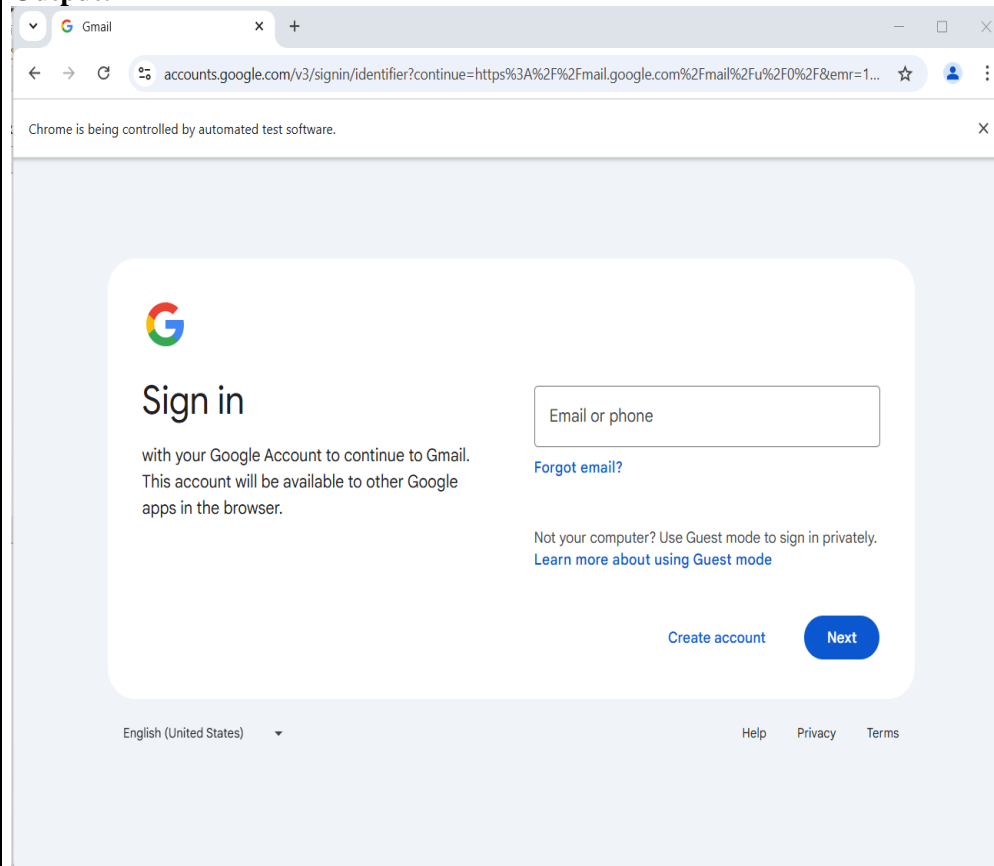 Output:
Gmail
accounts.google.com/v3/signin/identifier?continue=https%3A%2F%2Fmail.google.com%2Fmail%2Fu%2F0%2F&emr=1...
Chrome is being controlled by automated test software.
Sign in
with your Google Account to continue to Gmail.
This account will be available to other Google
apps in the browser.
Email or phone
Forgot email?
Not your computer? Use Guest mode to sign in privately.
Learn more about using Guest mode
Create account
Next
English (United States)
Help Privacy Terms